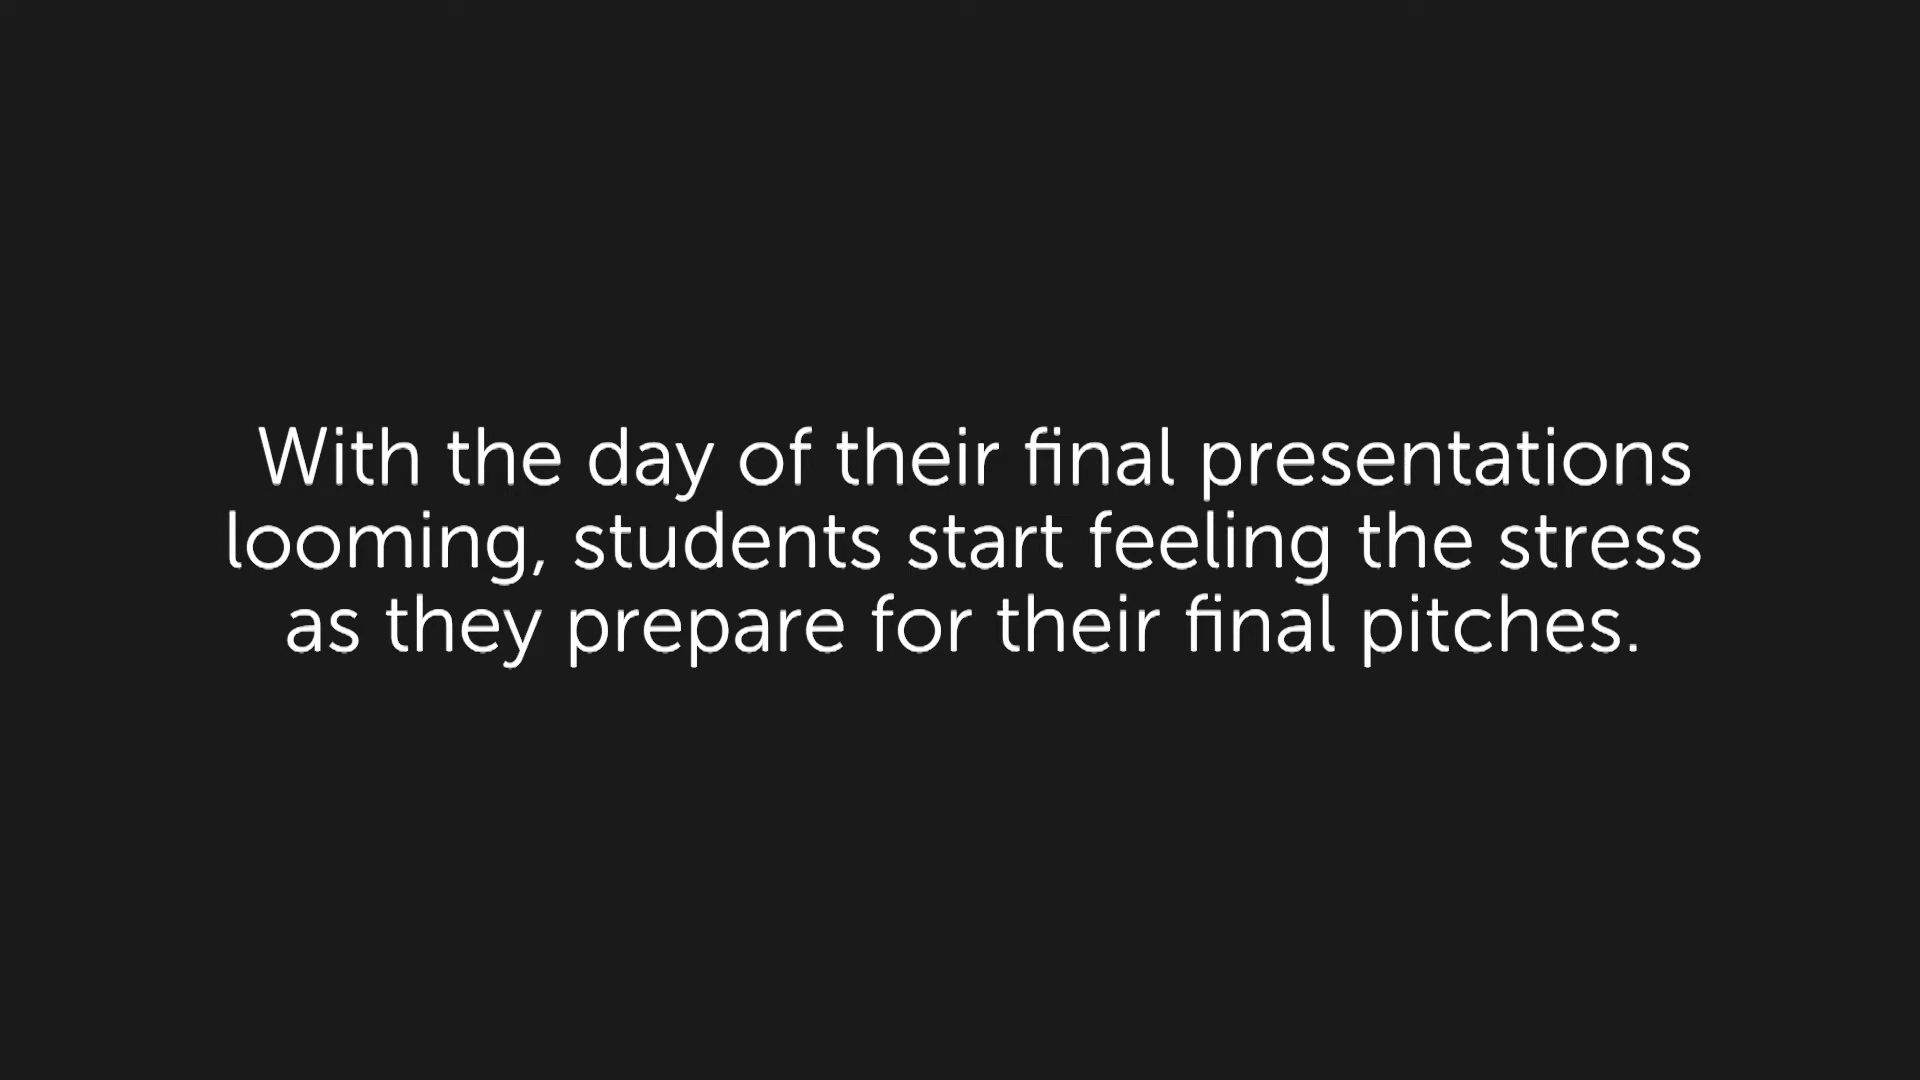 With the day of their final presentations
looming, students start feeling the stress
as they prepare for their final pitches.